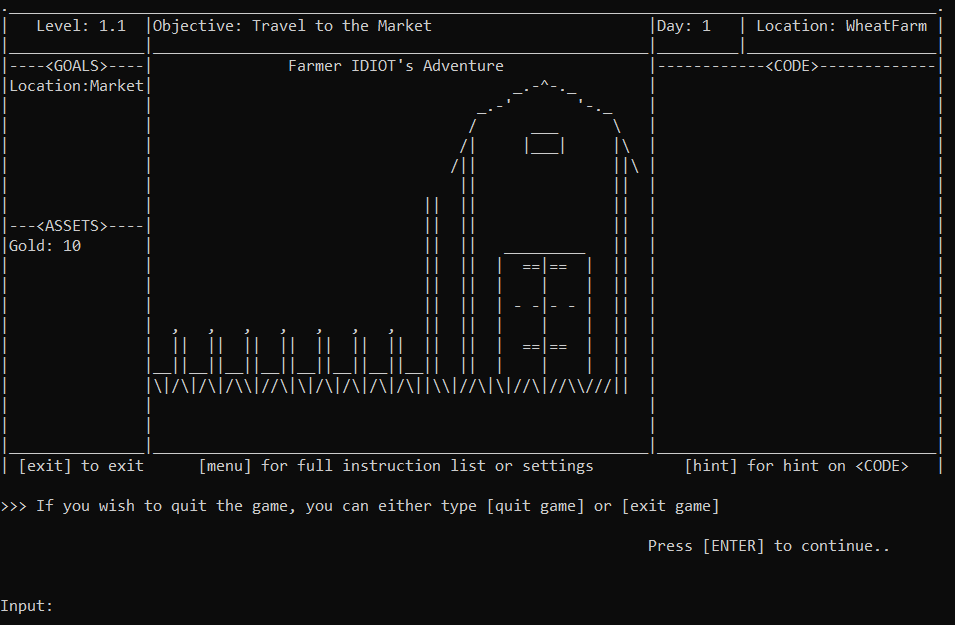 Level: 1.1 Objective: Travel to the Market Day: 1 Location: WheatFarm
----<GOALS>---- Farmer IDIOT's Adventure ------------<CODE>-------------
Location:Market
---<ASSETS>----
Gold: 10
[exit] to exit [menu] for full instruction list or settings [hint] for hint on <CODE>
>>> If you wish to quit the game, you can either type [quit game] or [exit game]
Press [ENTER] to continue..
Input: